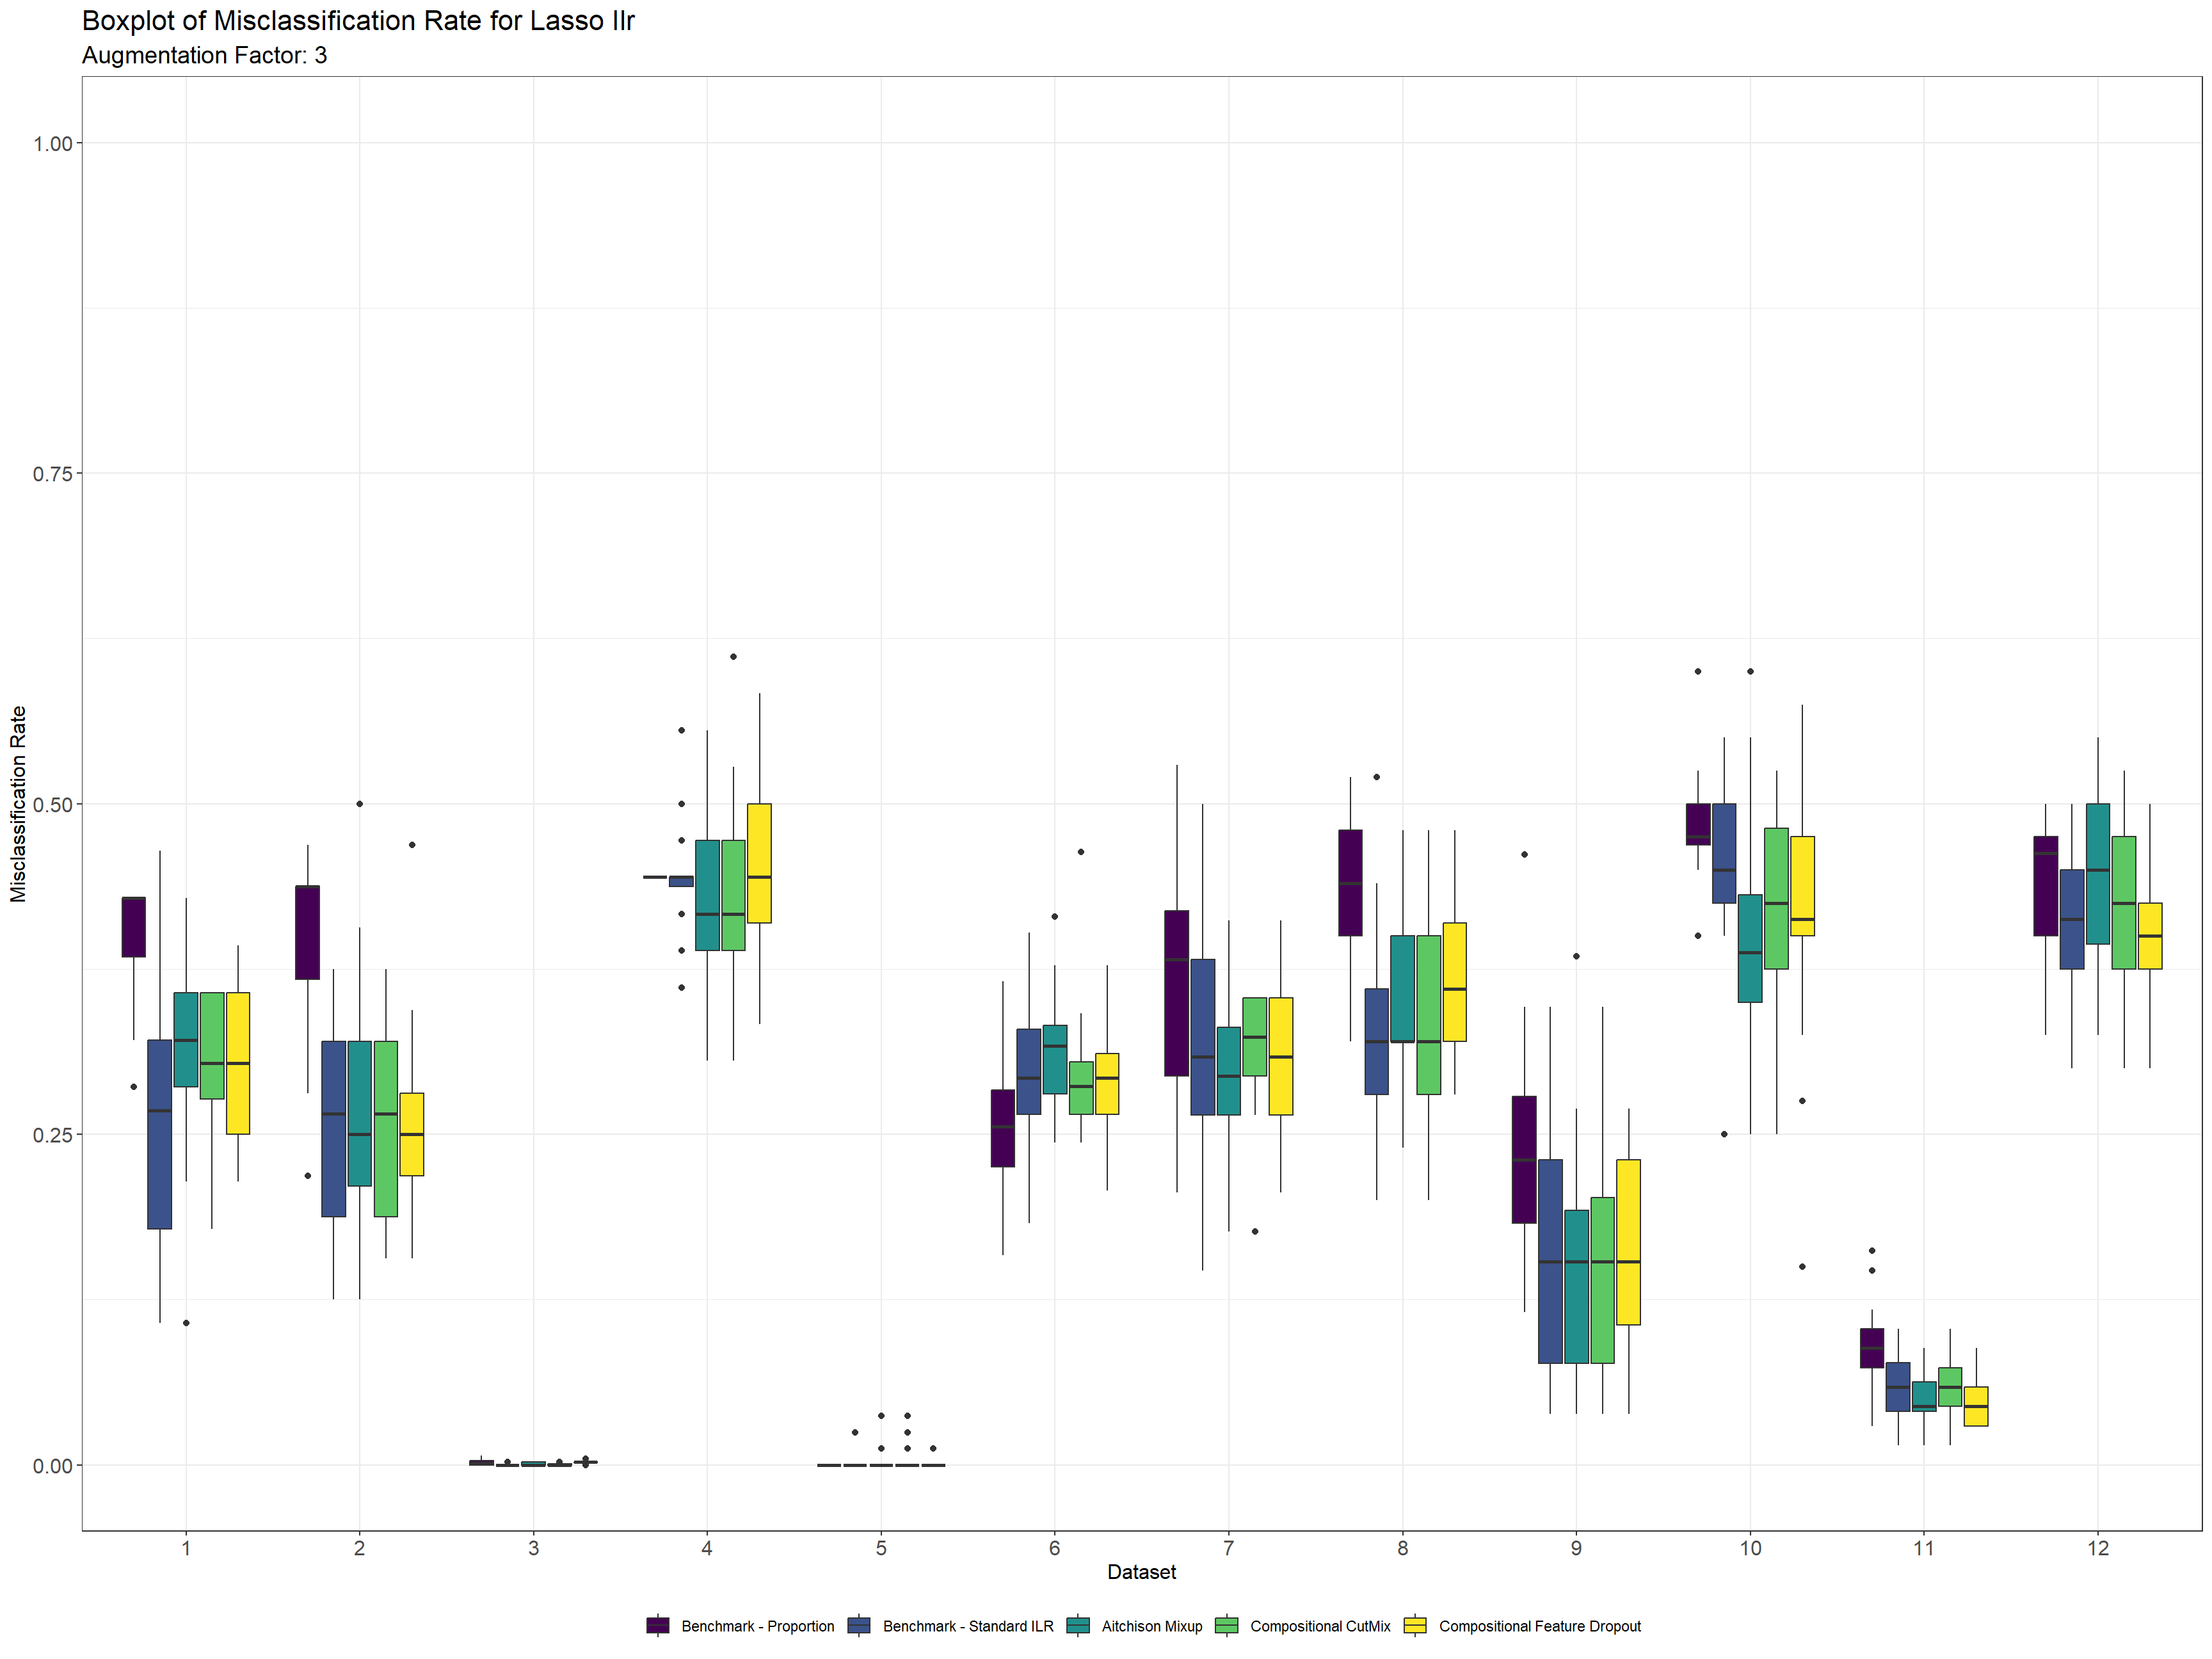 Boxplot of Misclassification Rate for Lasso Ilr
Augmentation Factor: 3
1.00
0.75
0.50
0.25
0.00
Misclassification Rate
1 2 3 4 5 6 7 8 9 10 11 12
Dataset
Benchmark - Proportion Benchmark - Standard ILR Aitchison Mixup Compositional CutMix Compositional Feature Dropout